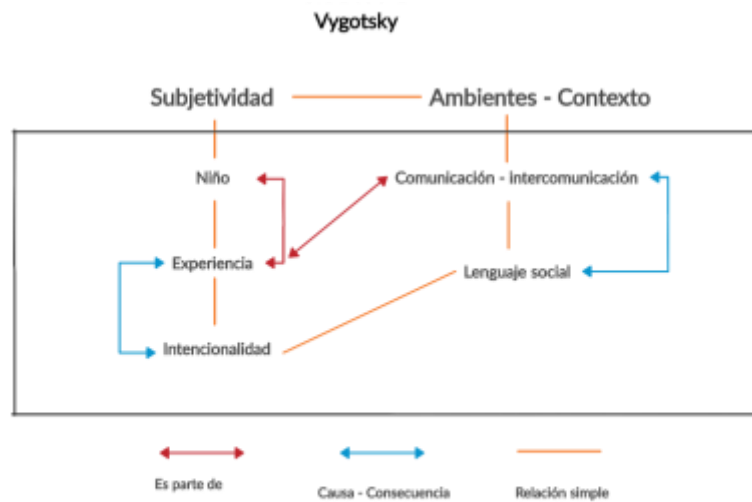 Vygotsky
Subjetividad
Ambientes - Contexto
Niño
Comunicación - intercomunicación
Experiencia
Lenguaje social
Intencionalidad
Es parte de
Causa - Consecuencia
Relación simple